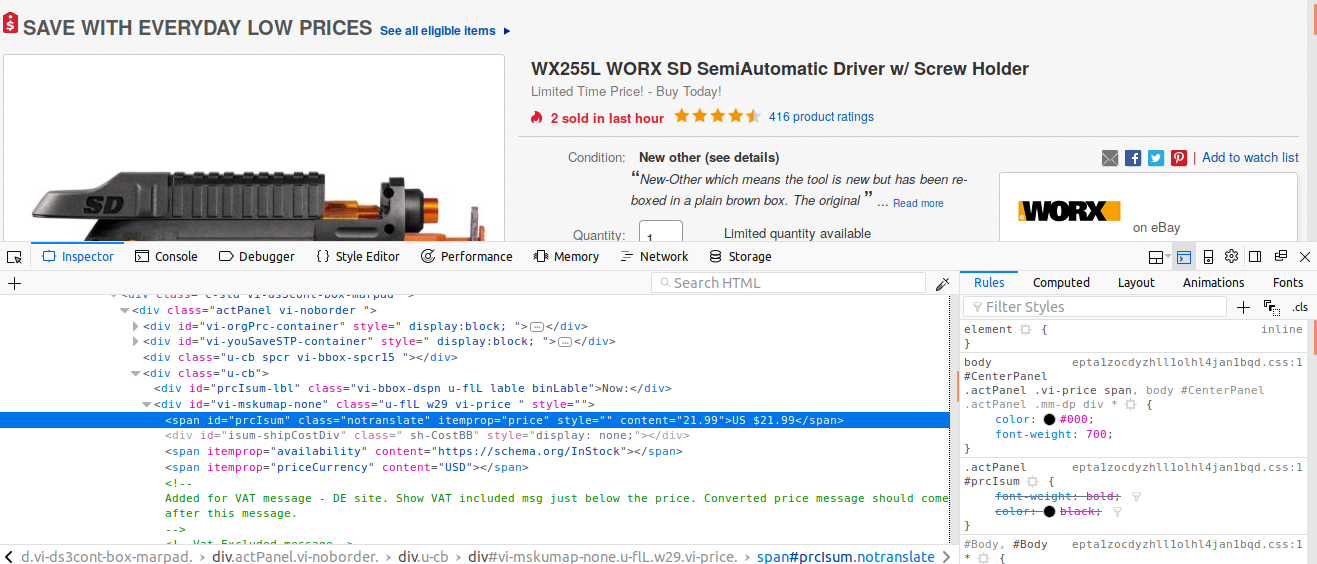 SAVE WITH EVERYDAY LOW PRICES See all eligible items
WX255L WORX SD SemiAutomatic Driver w/ Screw Holder
Limited Time Price! - Buy Today!
2 sold in last hour 416 product ratings
Condition: New other (see details) | Add to watch list
“New-Other which means the tool is new but has been re-
boxed in a plain brown box. The original ” ... Read more
SD
WORX
on eBay
Quantity: 1 Limited quantity available
Inspector Console Debugger {} Style Editor Performance Memory Network Storage
+ Search HTML
Rules Computed Layout Animations Fonts
Filter Styles + .cls
<div class="c-std vi-ds3cont-box-marpad ">
<div class="actPanel vi-noborder ">
<div id="vi-orgPrc-container" style=" display:block; ">…</div>
<div id="vi-youSaveSTP-container" style=" display:block; ">…</div>
<div class="u-cb spcr vi-bbox-spcr15 "></div>
<div class="u-cb">
<div id="prcIsum-lbl" class="vi-bbox-dspn u-flL lable binLable">Now:</div>
<div id="vi-mskumap-none" class="u-flL w29 vi-price " style="">
<span id="prcIsum" class="notranslate" itemprop="price" style="" content="21.99">US $21.99</span>
<div id="isum-shipCostDiv" class=" sh-CostBB" style="display: none;"></div>
<span itemprop="availability" content="https://schema.org/InStock"></span>
<span itemprop="priceCurrency" content="USD"></span>
<!--
Added for VAT message - DE site. Show VAT included msg just below the price. Converted price message should come
after this message.
-->
<!-- Vat Excluded message-->
element { inline
}
body epta1zocdyzhll1olhl4jan1bqd.css:1
#CenterPanel
.actPanel .vi-price span, body #CenterPanel
.actPanel .mm-dp div * {
color: #000;
font-weight: 700;
}
.actPanel epta1zocdyzhll1olhl4jan1bqd.css:1
#prcIsum {
font-weight: bold;
color: black;
}
#Body, #Body epta1zocdyzhll1olhl4jan1bqd.css:1
* {
d.vi-ds3cont-box-marpad. › div.actPanel.vi-noborder. › div.u-cb › div#vi-mskumap-none.u-flL.w29.vi-price. › span#prcIsum.notranslate